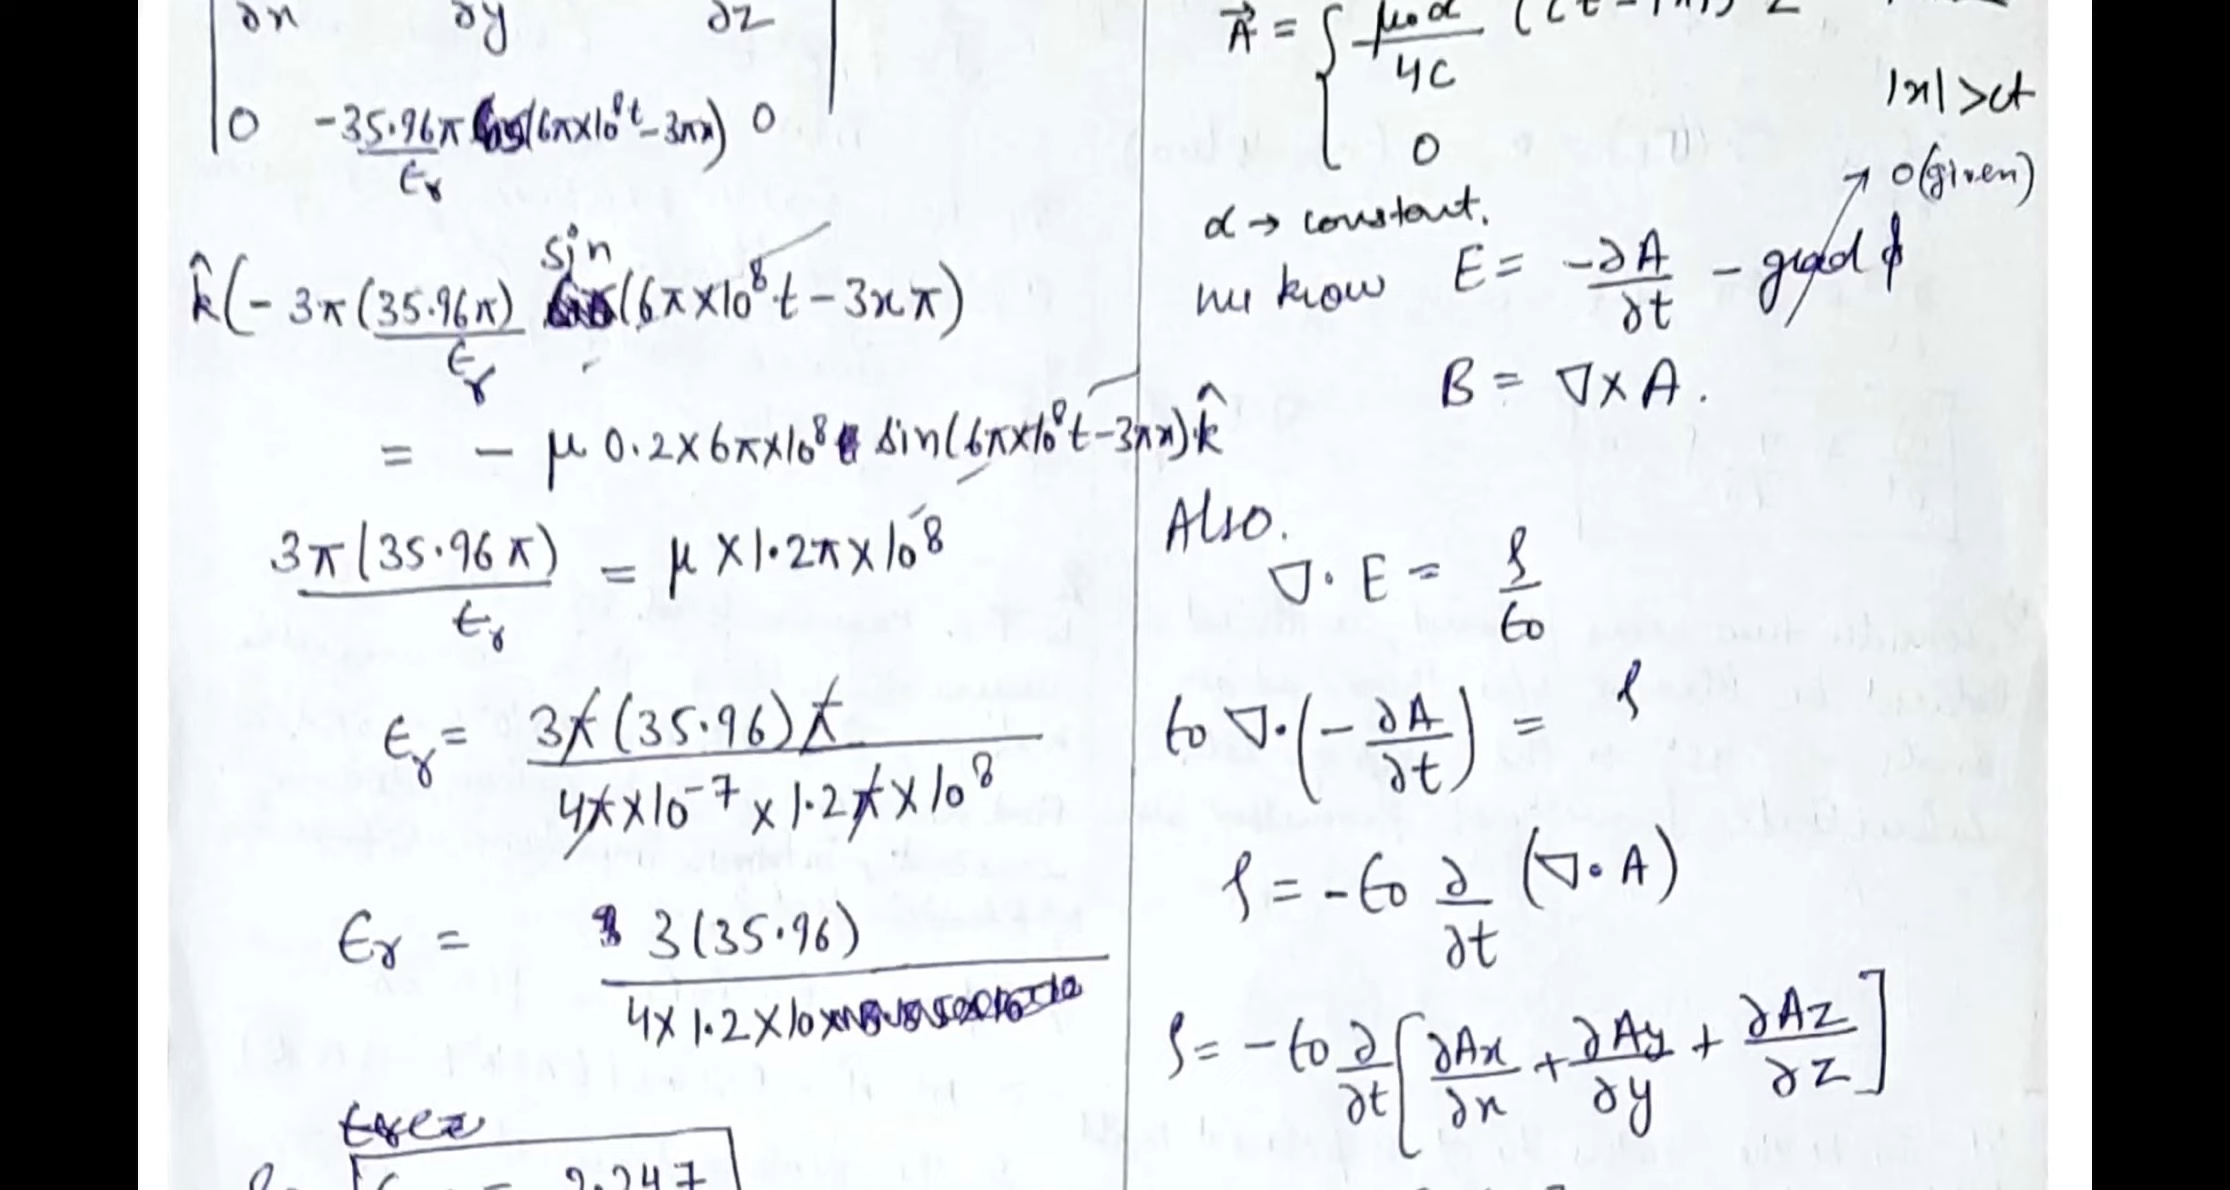 ∂x ∂y ∂z
0 -35.96π/εr (6π×10⁸t-3πx) 0
k̂(-3π(35.96π)/εr sin(6π×10⁸t-3xπ)
= -μ 0.2×6π×10⁸ sin(6π×10⁸t-3πx)k̂
3π(35.96π)/εr = μ×1.2π×10⁸
εr = 3π(35.96)π/4π×10⁻⁷×1.2π×10⁸
εr = 3(35.96)/4×1.2×10
= 2.247
A⃗ = { μ₀α/4C
|x|>ct
0
α → constant.
→ 0(given)
we know E = -∂A/∂t - grad ϕ
B = ∇×A.
Also.
∇·E = ρ/ε0
ε0 ∇·(-∂A/∂t) = ρ
ρ = -ε0 ∂/∂t (∇·A)
ρ = -ε0 ∂/∂t [∂Ax/∂x + ∂Ay/∂y + ∂Az/∂z]